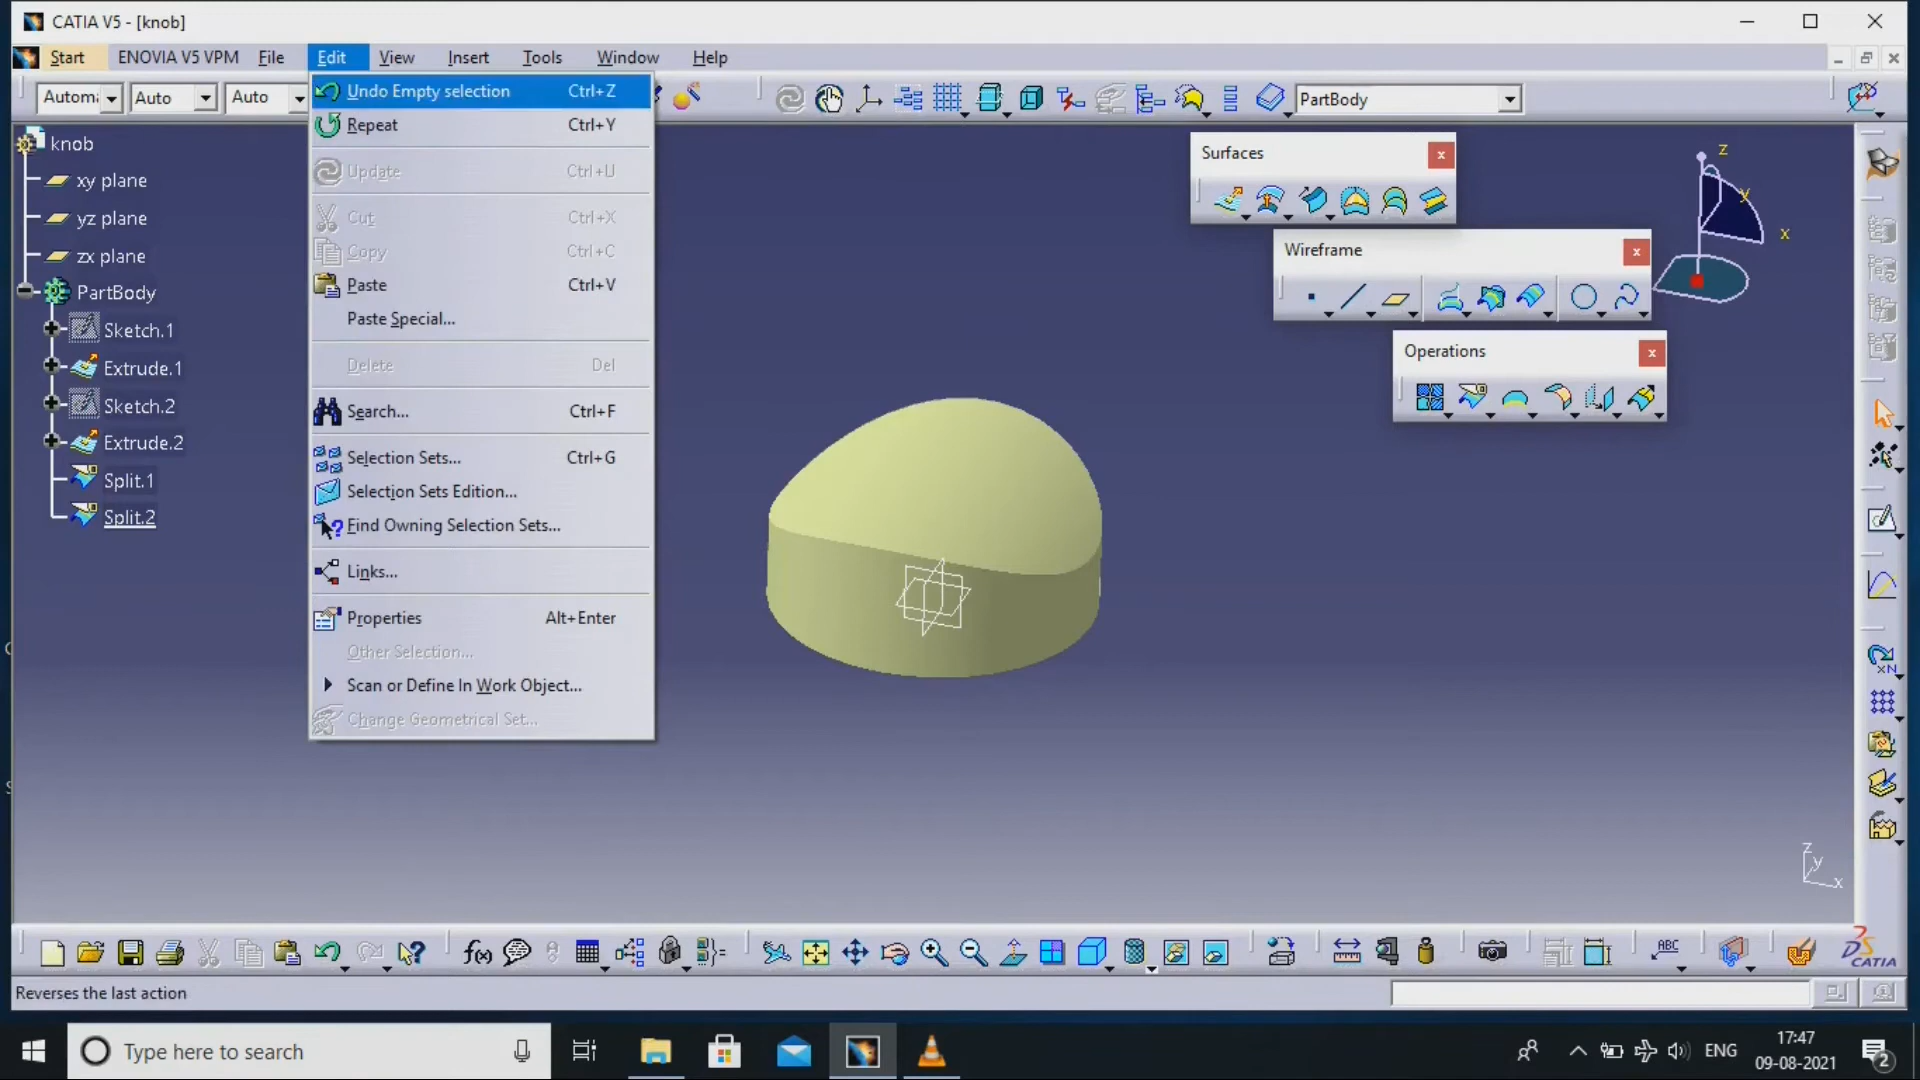 CATIA V5 - [knob]
Start ENOVIA V5 VPM File Edit View Insert Tools Window Help
Automa Auto Auto PartBody
Undo Empty selection Ctrl+Z
Repeat Ctrl+Y
Update Ctrl+U
Cut Ctrl+X
Copy Ctrl+C
Paste Ctrl+V
Paste Special...
Delete Del
Search... Ctrl+F
Selection Sets... Ctrl+G
Selection Sets Edition...
Find Owning Selection Sets...
Links...
Properties Alt+Enter
Other Selection...
Scan or Define In Work Object...
Change Geometrical Set...
knob
xy plane
yz plane
zx plane
PartBody
Sketch.1
Extrude.1
Sketch.2
Extrude.2
Split.1
Split.2
Surfaces
Wireframe
Operations
z
y
x
z
y
x
f(x)
ABC
CATIA
Reverses the last action
Type here to search
ENG
17:47
09-08-2021
2